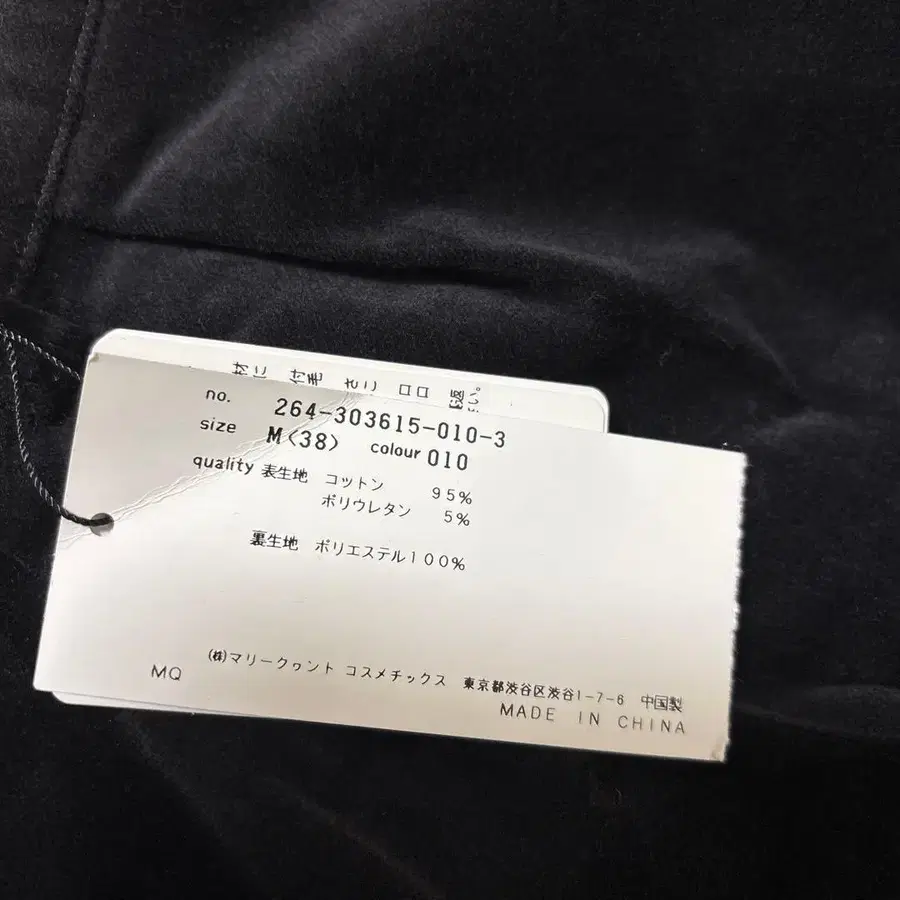 no. 264-303615-010-3
size M(38) colour 010
quality 表生地 コットン 95%
ポリウレタン 5%
裏生地 ポリエステル100%
(株)マリークヮント コスメチックス 東京都渋谷区渋谷1-7-6 中国製
MQ MADE IN CHINA